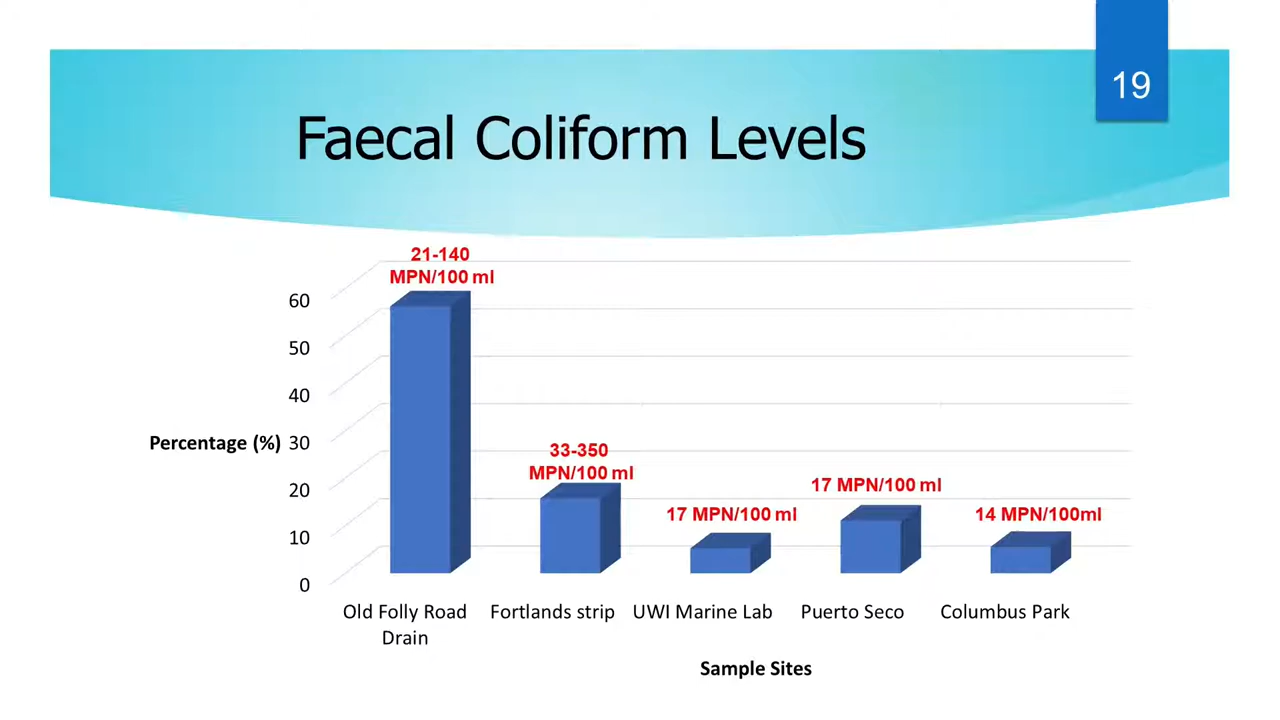 19
Faecal Coliform Levels
21-140
MPN/100 ml
60
50
40
Percentage (%) 30
33-350
MPN/100 ml
20
17 MPN/100 ml
17 MPN/100 ml
14 MPN/100ml
10
0
Old Folly Road
Drain
Fortlands strip
UWI Marine Lab
Puerto Seco
Columbus Park
Sample Sites